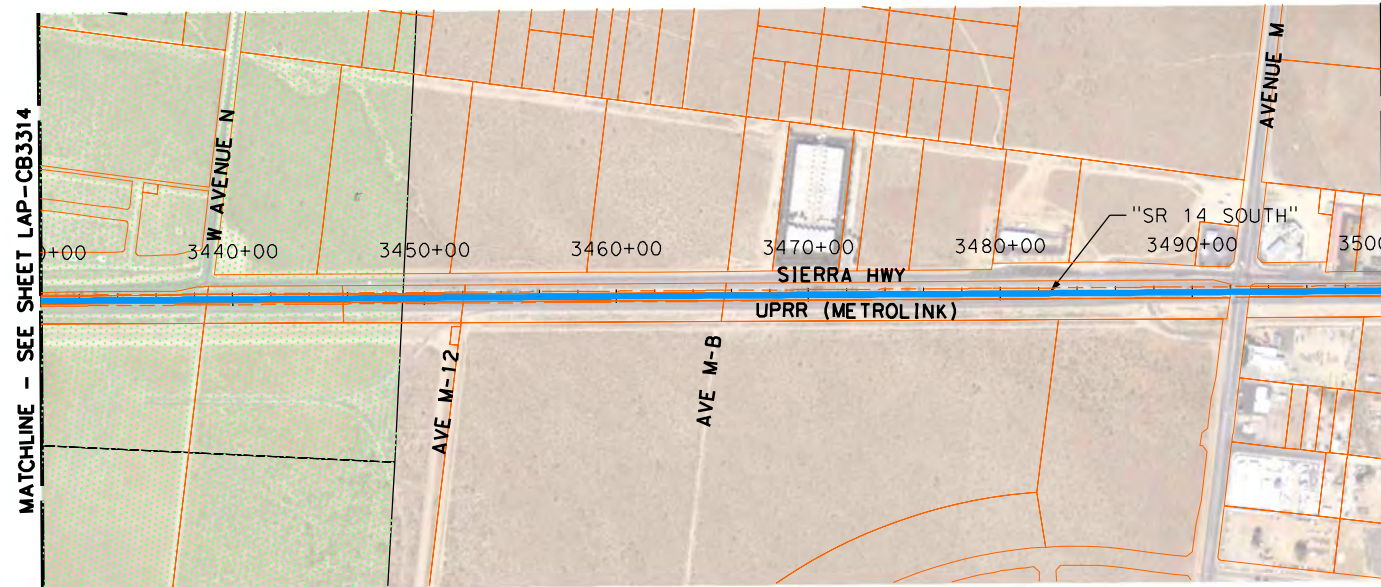 MATCHLINE - SEE SHEET LAP-CB3314
W AVENUE N
AVENUE M
"SR 14 SOUTH"
3440+00
3450+00
3460+00
3470+00
3480+00
3490+00
SIERRA HWY
UPRR (METROLINK)
AVE M-12
AVE M-B